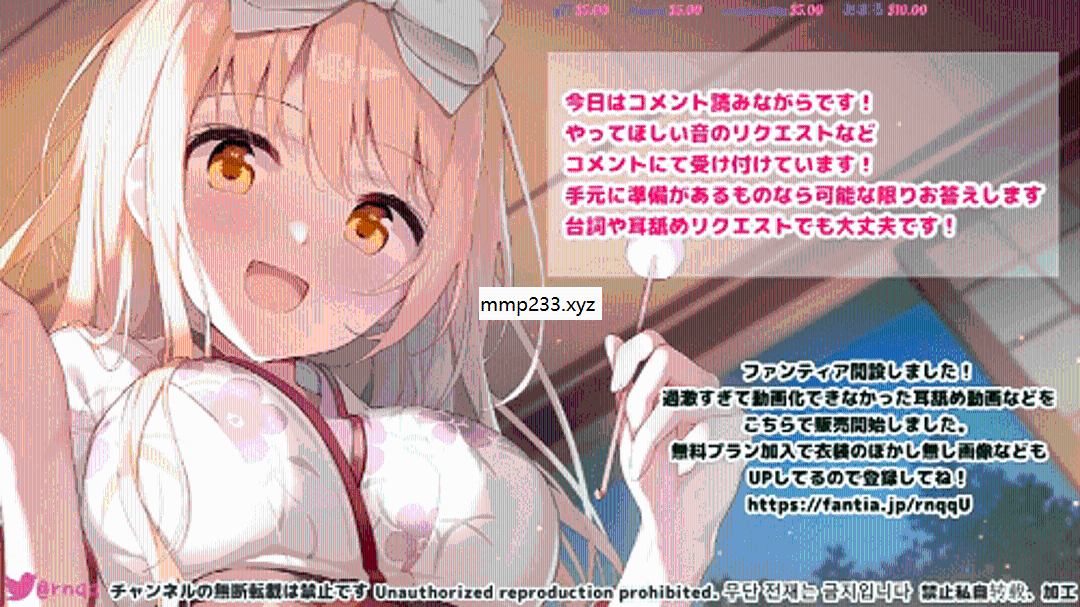 $5.00 $5.00 $5.00 $10.00
今日はコメント読みながらです！
やってほしい音のリクエストなど
コメントにて受け付けています！
手元に準備があるものなら可能な限りお答えします
台詞や耳舐めリクエストでも大丈夫です！
mmp233.xyz
ファンティア開設しました！
過激すぎて動画化できなかった耳舐め動画などを
こちらで販売開始しました。
無料プラン加入で衣装のぼかし無し画像なども
UPしてるので登録してね！
https://fantia.jp/rnqqU
@rnqq チャンネルの無断転載は禁止です Unauthorized reproduction prohibited. 무단 전재는 금지입니다 禁止私自转载、加工